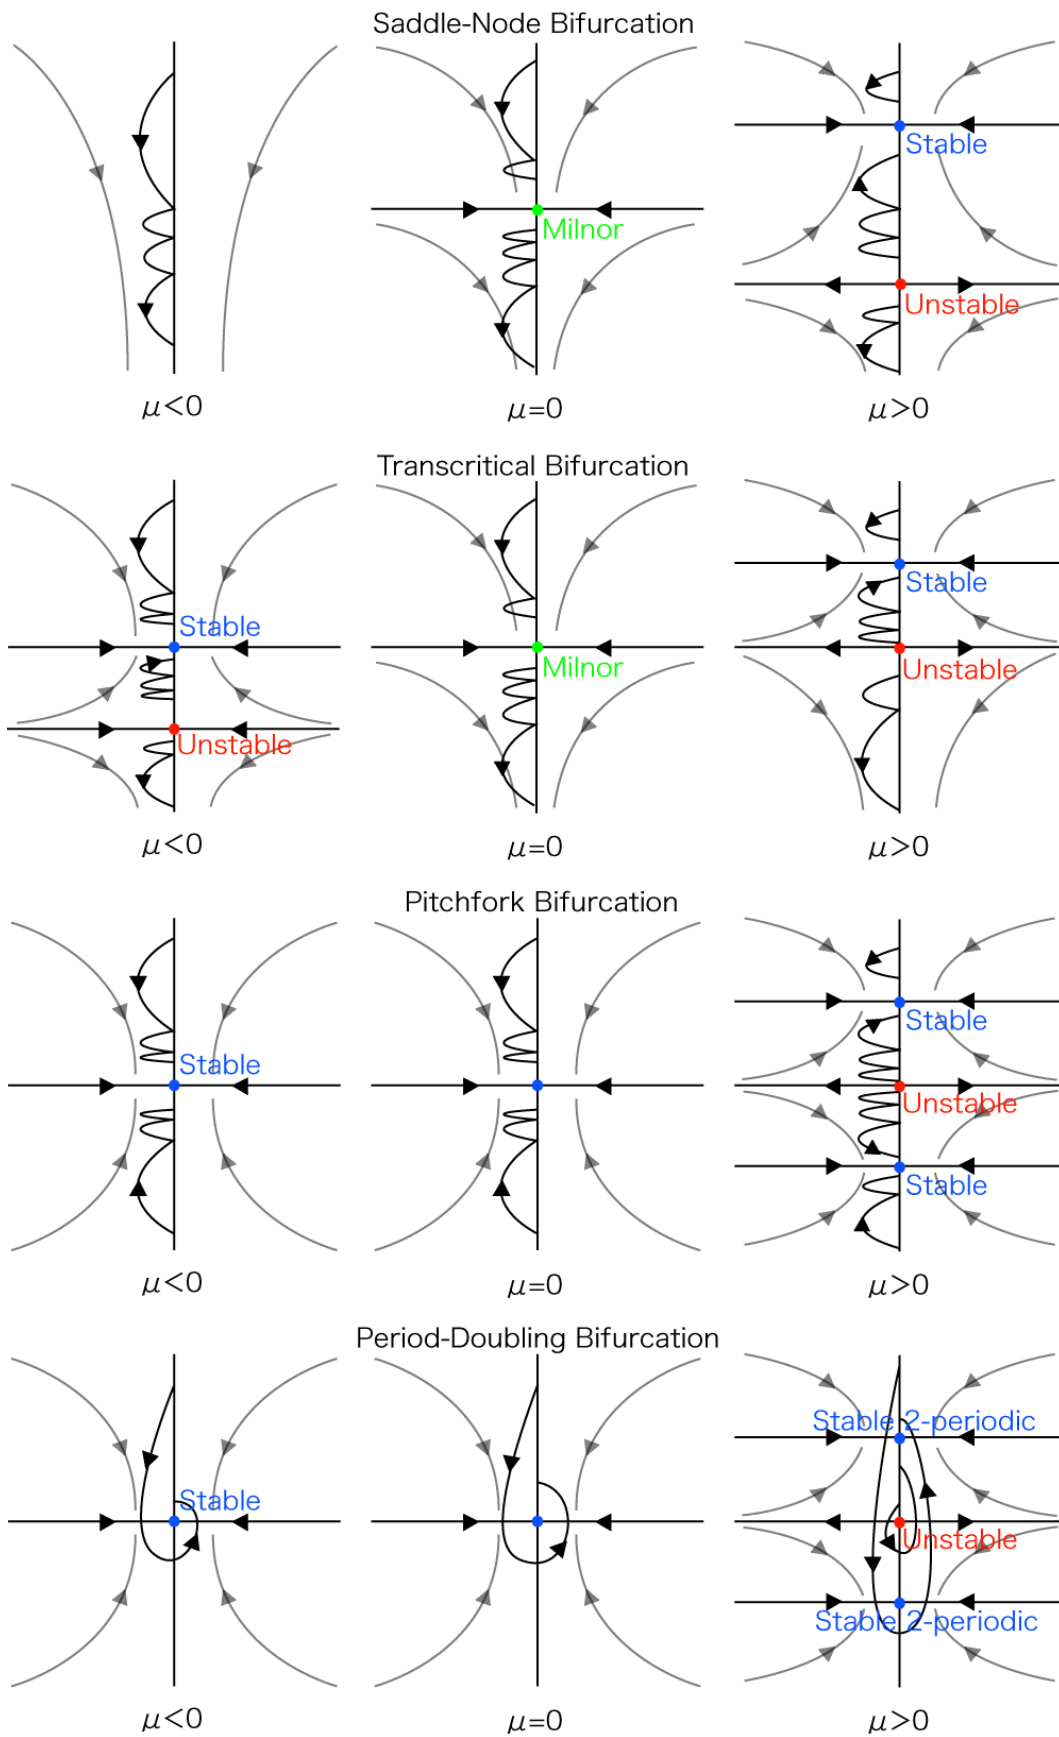 Saddle-Node Bifurcation
Milnor
Stable
Unstable
μ<0
μ=0
μ>0
Transcritical Bifurcation
Stable
Unstable
Milnor
Stable
Unstable
μ<0
μ=0
μ>0
Pitchfork Bifurcation
Stable
Stable
Unstable
Stable
μ<0
μ=0
μ>0
Period-Doubling Bifurcation
Stable
Stable 2-periodic
Unstable
Stable 2-periodic
μ<0
μ=0
μ>0